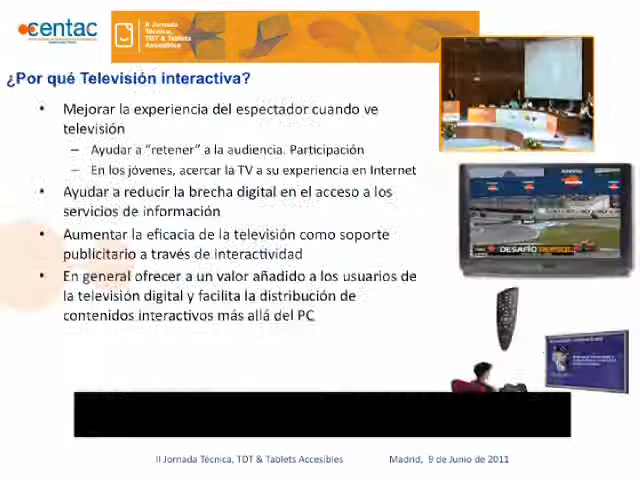 centac
II Jornada
Técnica,
TDT & Tablets
Accesibles
¿Por qué Televisión interactiva?
• Mejorar la experiencia del espectador cuando ve
televisión
– Ayudar a “retener” a la audiencia. Participación
– En los jóvenes, acercar la TV a su experiencia en Internet
• Ayudar a reducir la brecha digital en el acceso a los
servicios de información
• Aumentar la eficacia de la televisión como soporte
publicitario a través de interactividad
• En general ofrecer a un valor añadido a los usuarios de
la televisión digital y facilita la distribución de
contenidos interactivos más allá del PC
DESAFÍO
II Jornada Técnica, TDT & Tablets Accesibles
Madrid, 9 de Junio de 2011